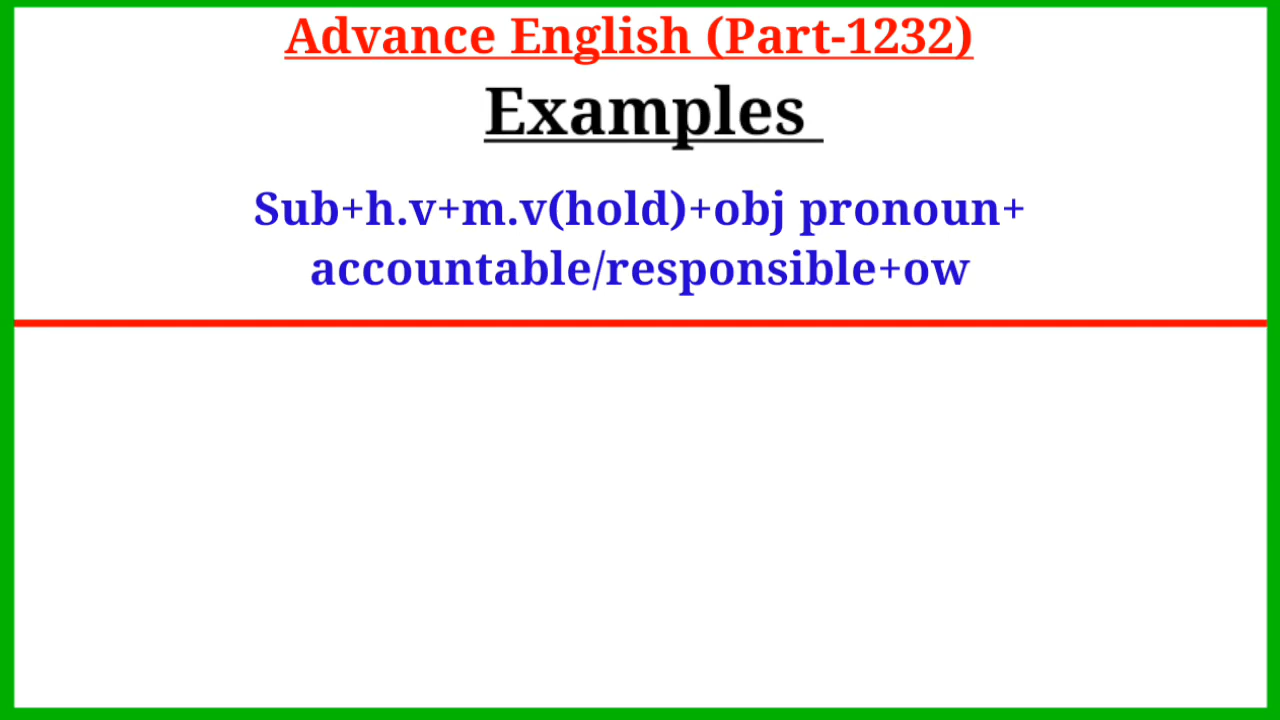 Advance English (Part-1232)
Examples
Sub+h.v+m.v(hold)+obj pronoun+
accountable/responsible+ow